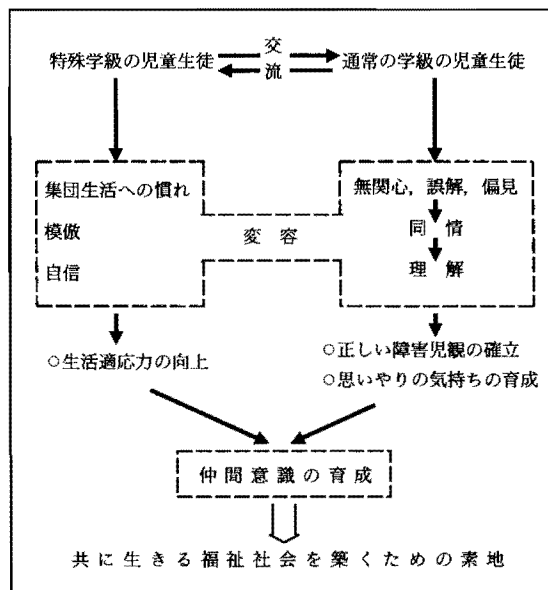 特殊学級の児童生徒
交
流
通常の学級の児童生徒
集団生活への慣れ
模倣
自信
変容
無関心，誤解，偏見
同情
理解
○生活適応力の向上
○正しい障害児観の確立
○思いやりの気持ちの育成
仲間意識の育成
共に生きる福祉社会を築くための素地